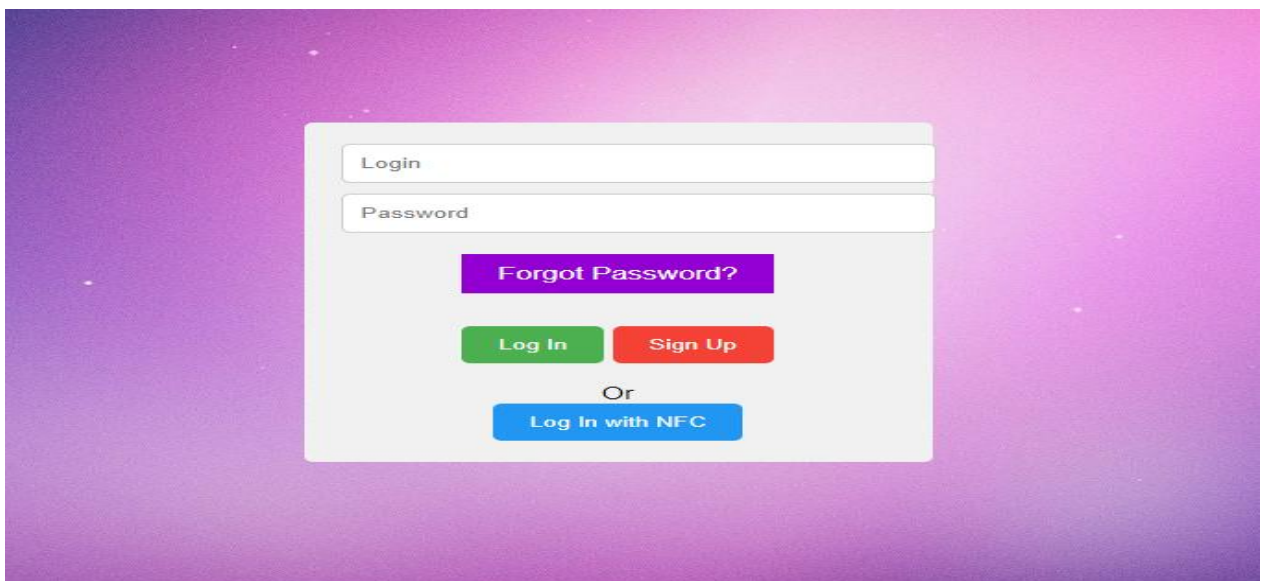 Login
Password
Forgot Password?
Log In Sign Up
Or
Log In with NFC